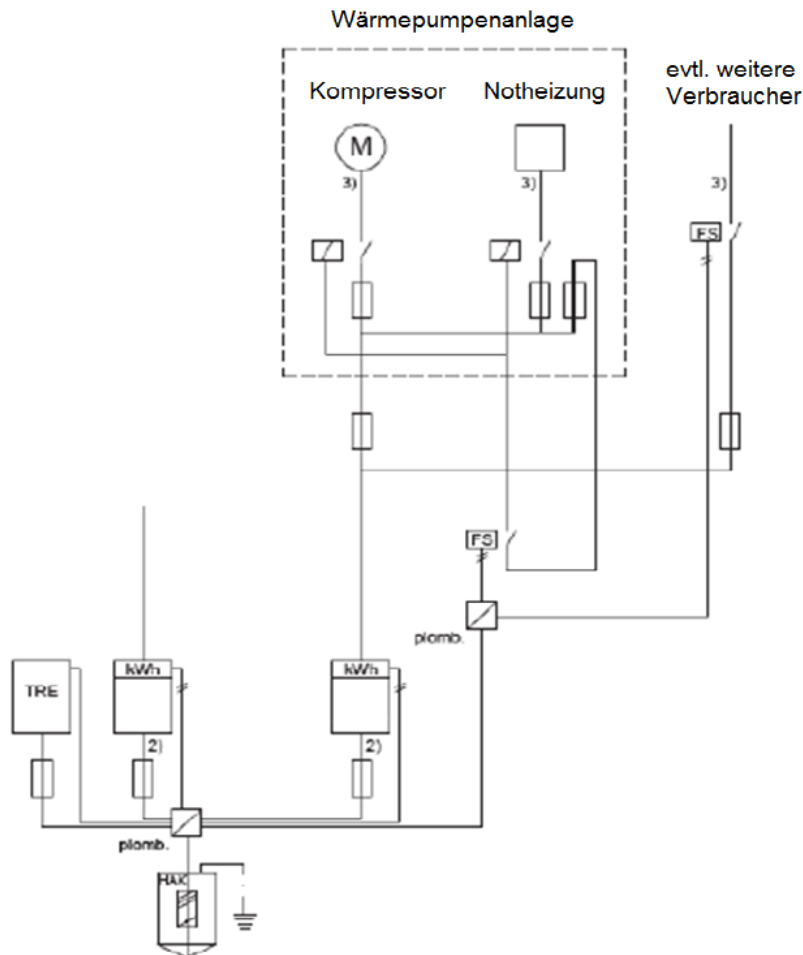 Wärmepumpenanlage
Kompressor
Notheizung
evtl. weitere
Verbraucher
M
3)
3)
3)
FS
FS
plomb.
TRE
kWh
kWh
2)
2)
plomb.
HAK